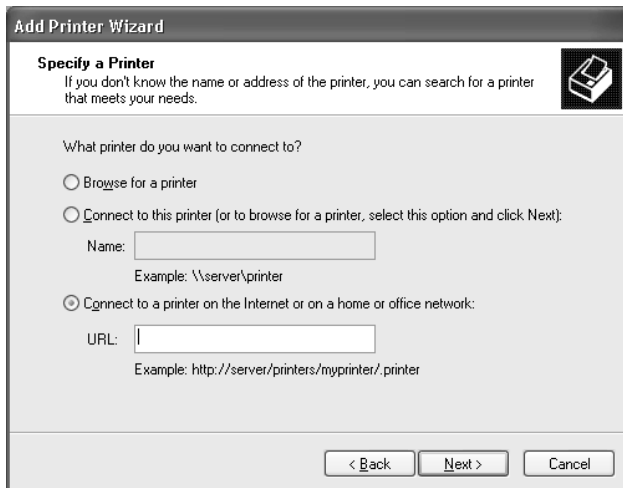 Add Printer Wizard
Specify a Printer
If you don't know the name or address of the printer, you can search for a printer
that meets your needs.
What printer do you want to connect to?
Browse for a printer
Connect to this printer (or to browse for a printer, select this option and click Next):
Name:
Example: \\server\printer
Connect to a printer on the Internet or on a home or office network:
URL:
Example: http://server/printers/myprinter/.printer
< Back Next > Cancel